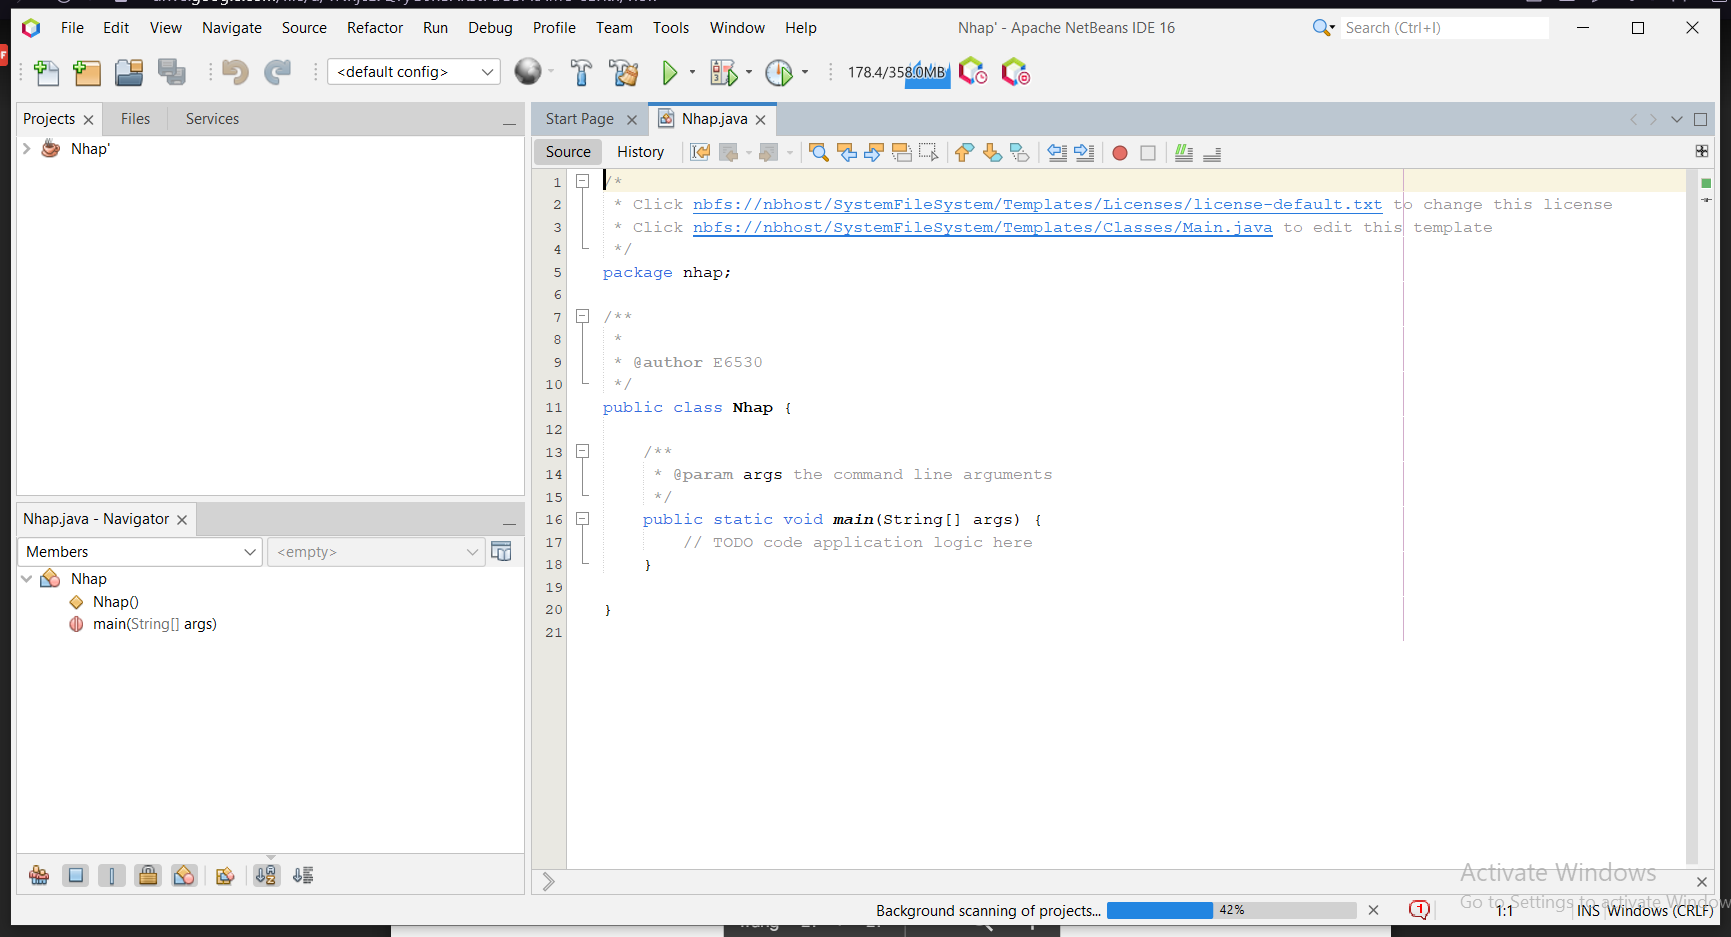 File Edit View Navigate Source Refactor Run Debug Profile Team Tools Window Help
Nhap' - Apache NetBeans IDE 16
Search (Ctrl+I)
<default config>
178.4/358.0MB
Projects Files Services
Start Page Nhap.java
Nhap'
Source History
1 /*
2 * Click nbfs://nbhost/SystemFileSystem/Templates/Licenses/license-default.txt to change this license
3 * Click nbfs://nbhost/SystemFileSystem/Templates/Classes/Main.java to edit this template
4 */
5 package nhap;
6
7 /**
8 *
9 * @author E6530
10 */
11 public class Nhap {
12
13 /**
14 * @param args the command line arguments
15 */
16 public static void main(String[] args) {
17 // TODO code application logic here
18 }
19
20 }
21
Nhap.java - Navigator
Members <empty>
Nhap
Nhap()
main(String[] args)
Activate Windows
Go to Settings to activate Windows
Background scanning of projects... 42%
1:1 INS Windows (CRLF)